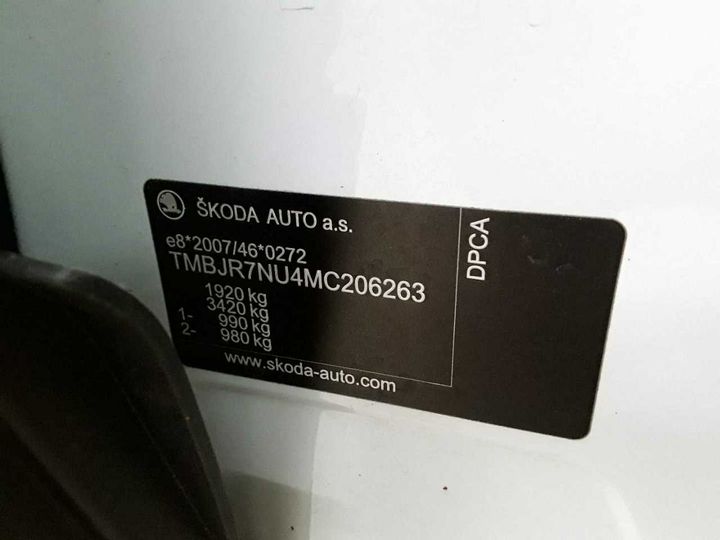 ŠKODA AUTO a.s.
e8*2007/46*0272
TMBJR7NU4MC206263
1920 kg
3420 kg
1- 990 kg
2- 980 kg
www.skoda-auto.com
DPCA